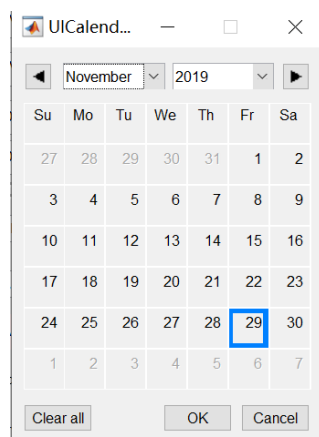 UICalend...
November 2019
Su Mo Tu We Th Fr Sa
27 28 29 30 31 1 2
3 4 5 6 7 8 9
10 11 12 13 14 15 16
17 18 19 20 21 22 23
24 25 26 27 28 29 30
1 2 3 4 5 6 7
Clear all OK Cancel